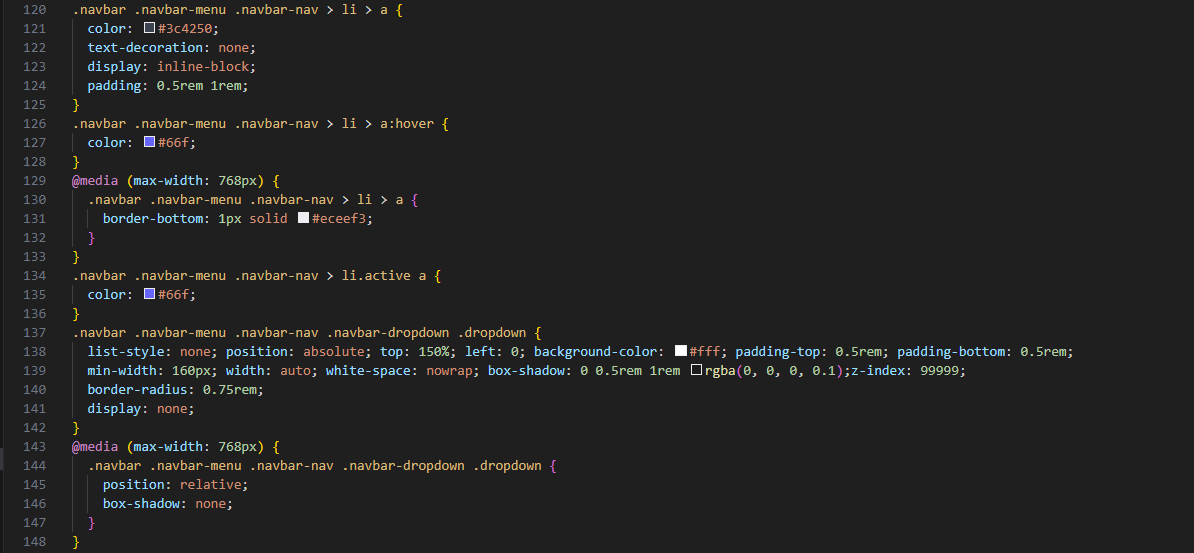 120 .navbar .navbar-menu .navbar-nav > li > a {
121 color: #3c4250;
122 text-decoration: none;
123 display: inline-block;
124 padding: 0.5rem 1rem;
125 }
126 .navbar .navbar-menu .navbar-nav > li > a:hover {
127 color: #66f;
128 }
129 @media (max-width: 768px) {
130 .navbar .navbar-menu .navbar-nav > li > a {
131 border-bottom: 1px solid #eceef3;
132 }
133 }
134 .navbar .navbar-menu .navbar-nav > li.active a {
135 color: #66f;
136 }
137 .navbar .navbar-menu .navbar-nav .navbar-dropdown .dropdown {
138 list-style: none; position: absolute; top: 150%; left: 0; background-color: #fff; padding-top: 0.5rem; padding-bottom: 0.5rem;
139 min-width: 160px; width: auto; white-space: nowrap; box-shadow: 0 0.5rem 1rem rgba(0, 0, 0, 0.1);z-index: 99999;
140 border-radius: 0.75rem;
141 display: none;
142 }
143 @media (max-width: 768px) {
144 .navbar .navbar-menu .navbar-nav .navbar-dropdown .dropdown {
145 position: relative;
146 box-shadow: none;
147 }
148 }